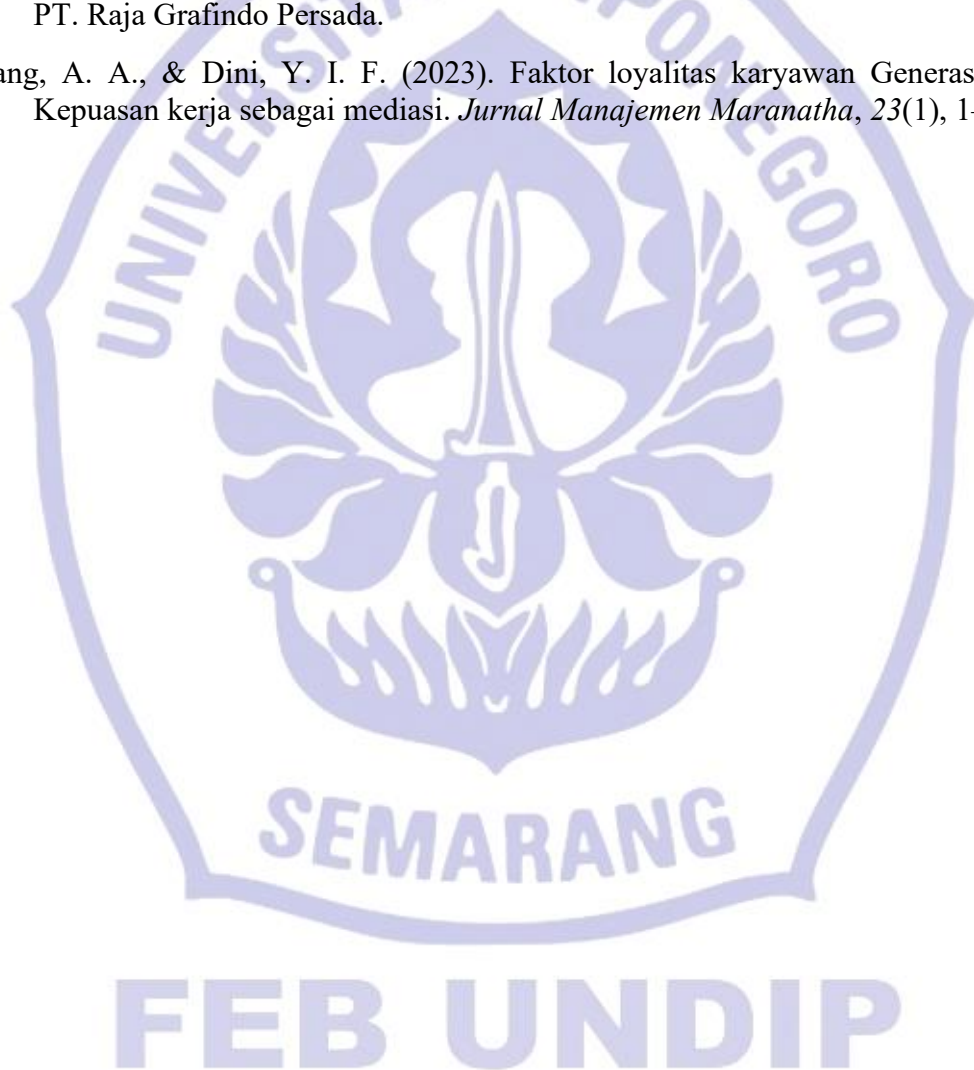 PT. Raja Grafindo Persada.
ang, A. A., & Dini, Y. I. F. (2023). Faktor loyalitas karyawan Generas
Kepuasan kerja sebagai mediasi. Jurnal Manajemen Maranatha, 23(1), 1-
SEMARANG
FEB UNDIP